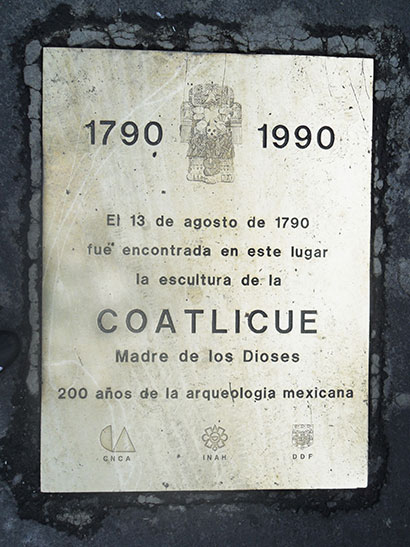 1790 1990
El 13 de agosto de 1790
fué encontrada en este lugar
la escultura de la
COATLICUE
Madre de los Dioses
200 años de la arqueologia mexicana
CNCA INAH DDF